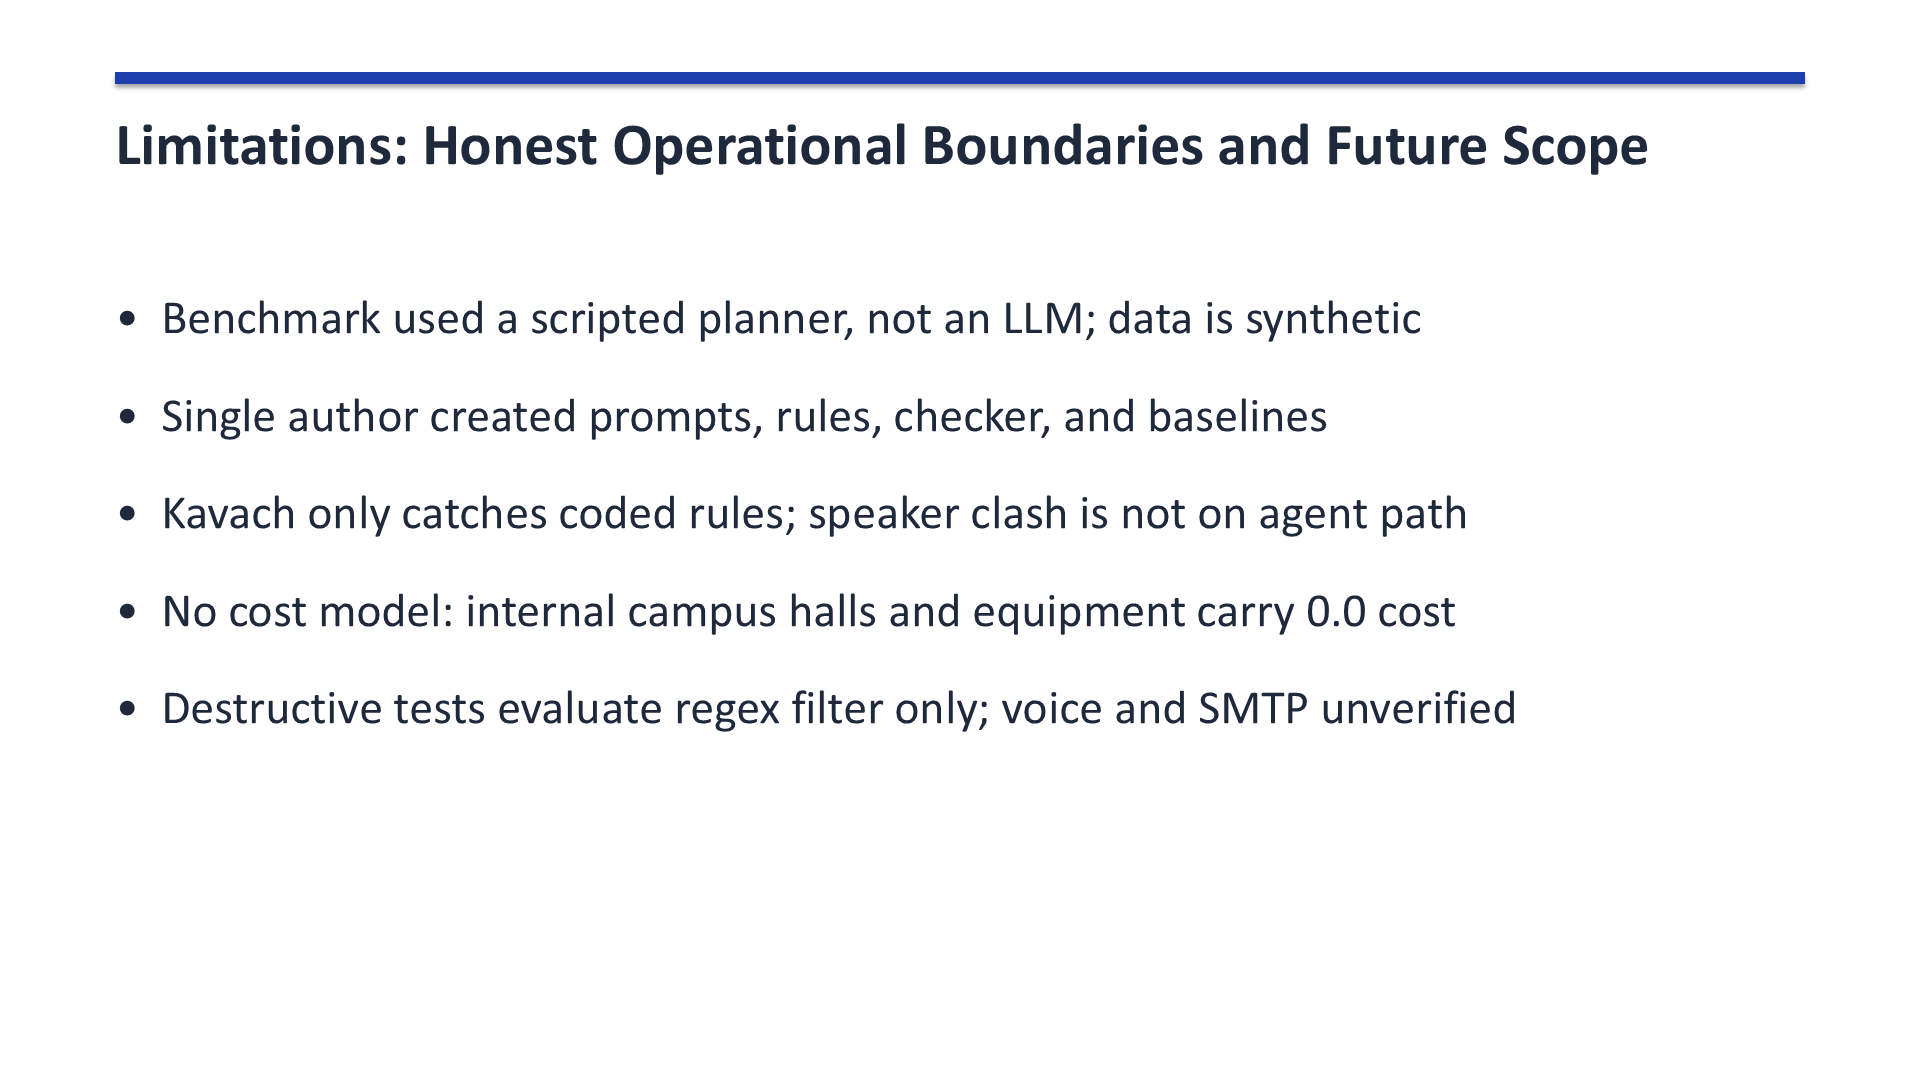 Limitations: Honest Operational Boundaries and Future Scope
• Benchmark used a scripted planner, not an LLM; data is synthetic
• Single author created prompts, rules, checker, and baselines
• Kavach only catches coded rules; speaker clash is not on agent path
• No cost model: internal campus halls and equipment carry 0.0 cost
• Destructive tests evaluate regex filter only; voice and SMTP unverified